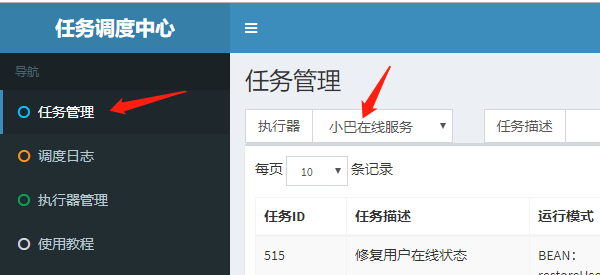 任务调度中心
导航
任务管理
调度日志
执行器管理
使用教程
任务管理
执行器 小巴在线服务 任务描述
每页 10 条记录
任务ID 任务描述 运行模式
515 修复用户在线状态 BEAN：